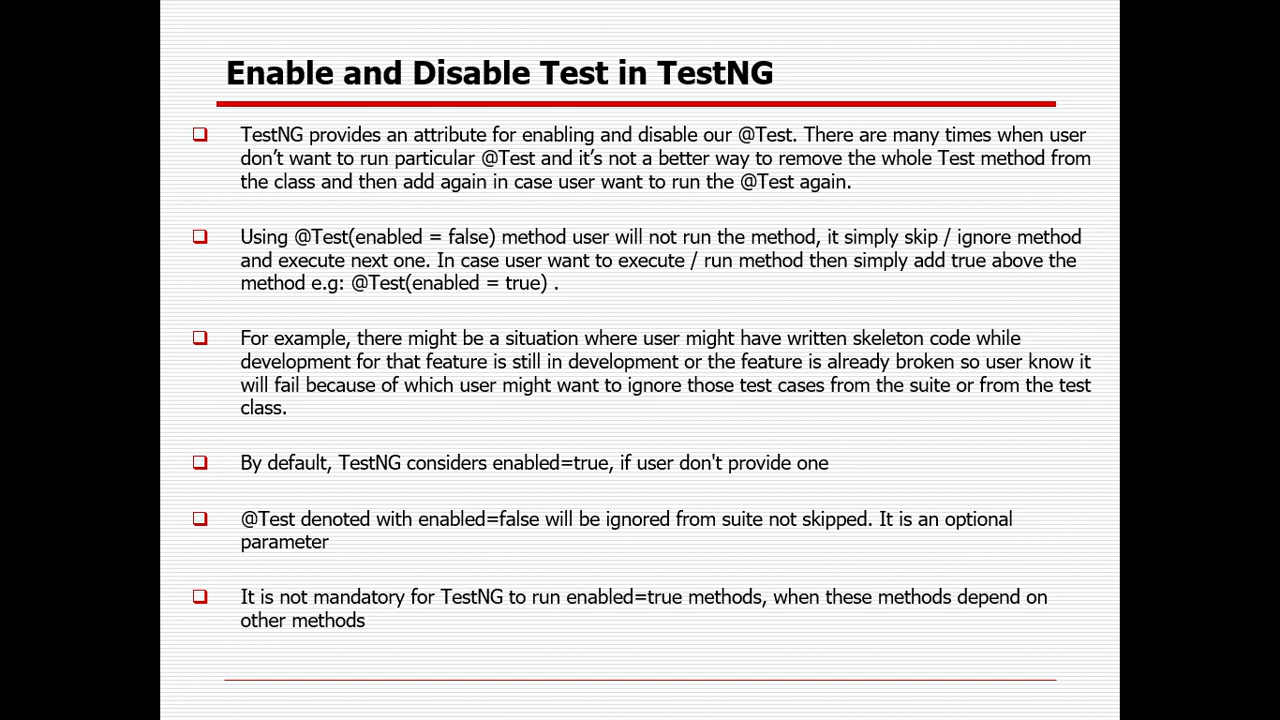 Enable and Disable Test in TestNG
TestNG provides an attribute for enabling and disable our @Test. There are many times when user
don’t want to run particular @Test and it’s not a better way to remove the whole Test method from
the class and then add again in case user want to run the @Test again.
Using @Test(enabled = false) method user will not run the method, it simply skip / ignore method
and execute next one. In case user want to execute / run method then simply add true above the
method e.g: @Test(enabled = true) .
For example, there might be a situation where user might have written skeleton code while
development for that feature is still in development or the feature is already broken so user know it
will fail because of which user might want to ignore those test cases from the suite or from the test
class.
By default, TestNG considers enabled=true, if user don't provide one
@Test denoted with enabled=false will be ignored from suite not skipped. It is an optional
parameter
It is not mandatory for TestNG to run enabled=true methods, when these methods depend on
other methods